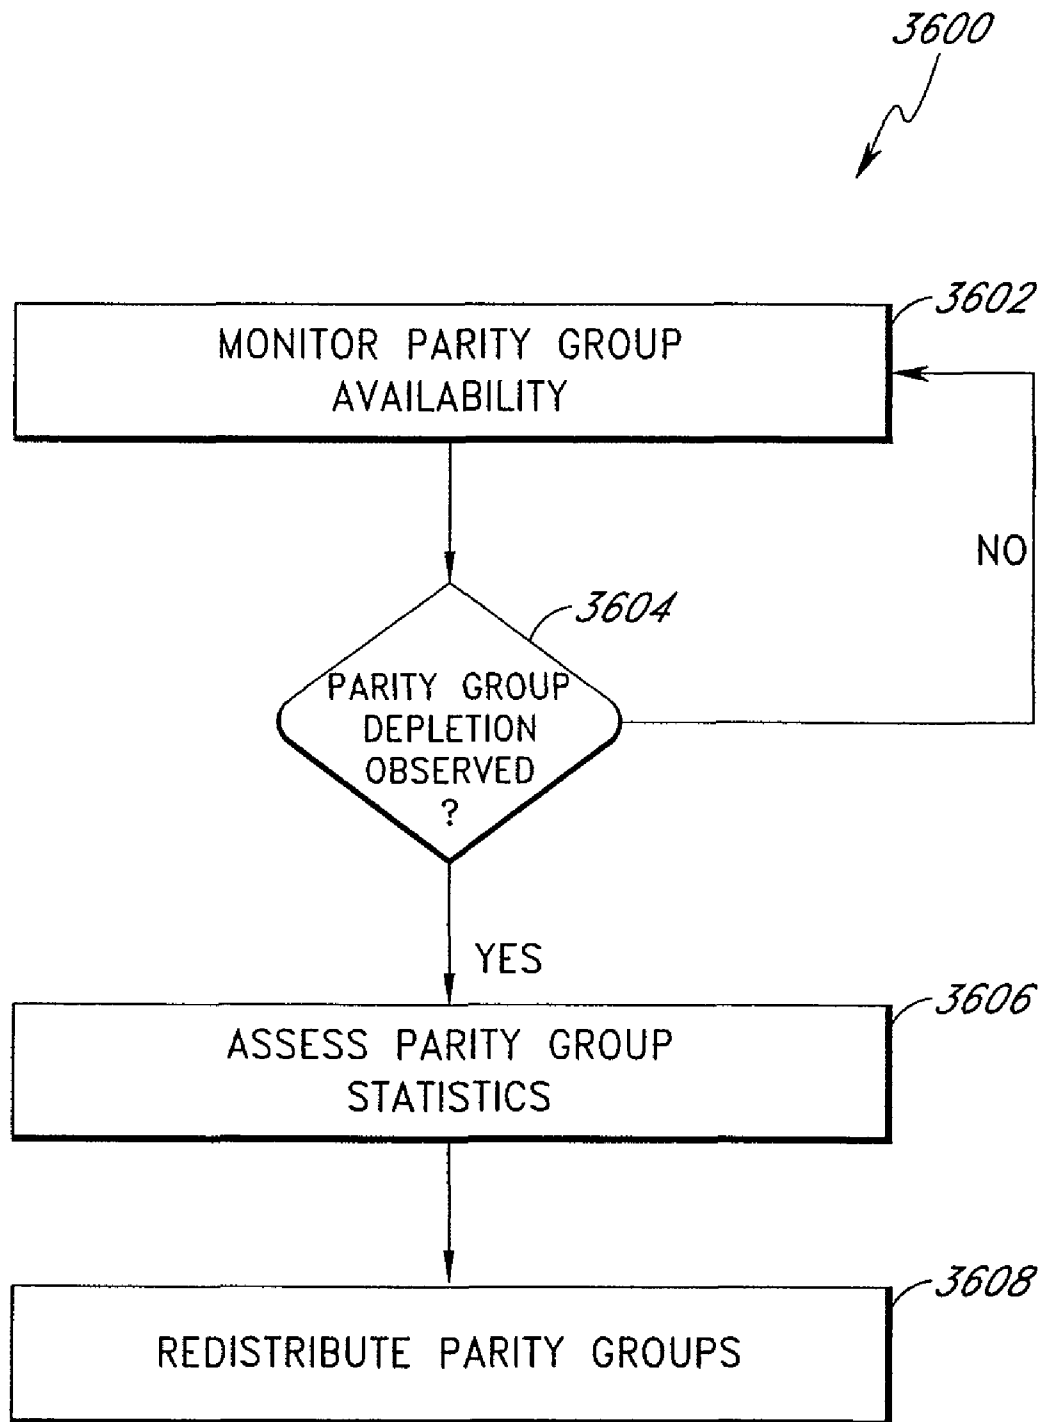 3600
3602
MONITOR PARITY GROUP
AVAILABILITY
NO
3604
PARITY GROUP
DEPLETION
OBSERVED
?
YES
3606
ASSESS PARITY GROUP
STATISTICS
3608
REDISTRIBUTE PARITY GROUPS